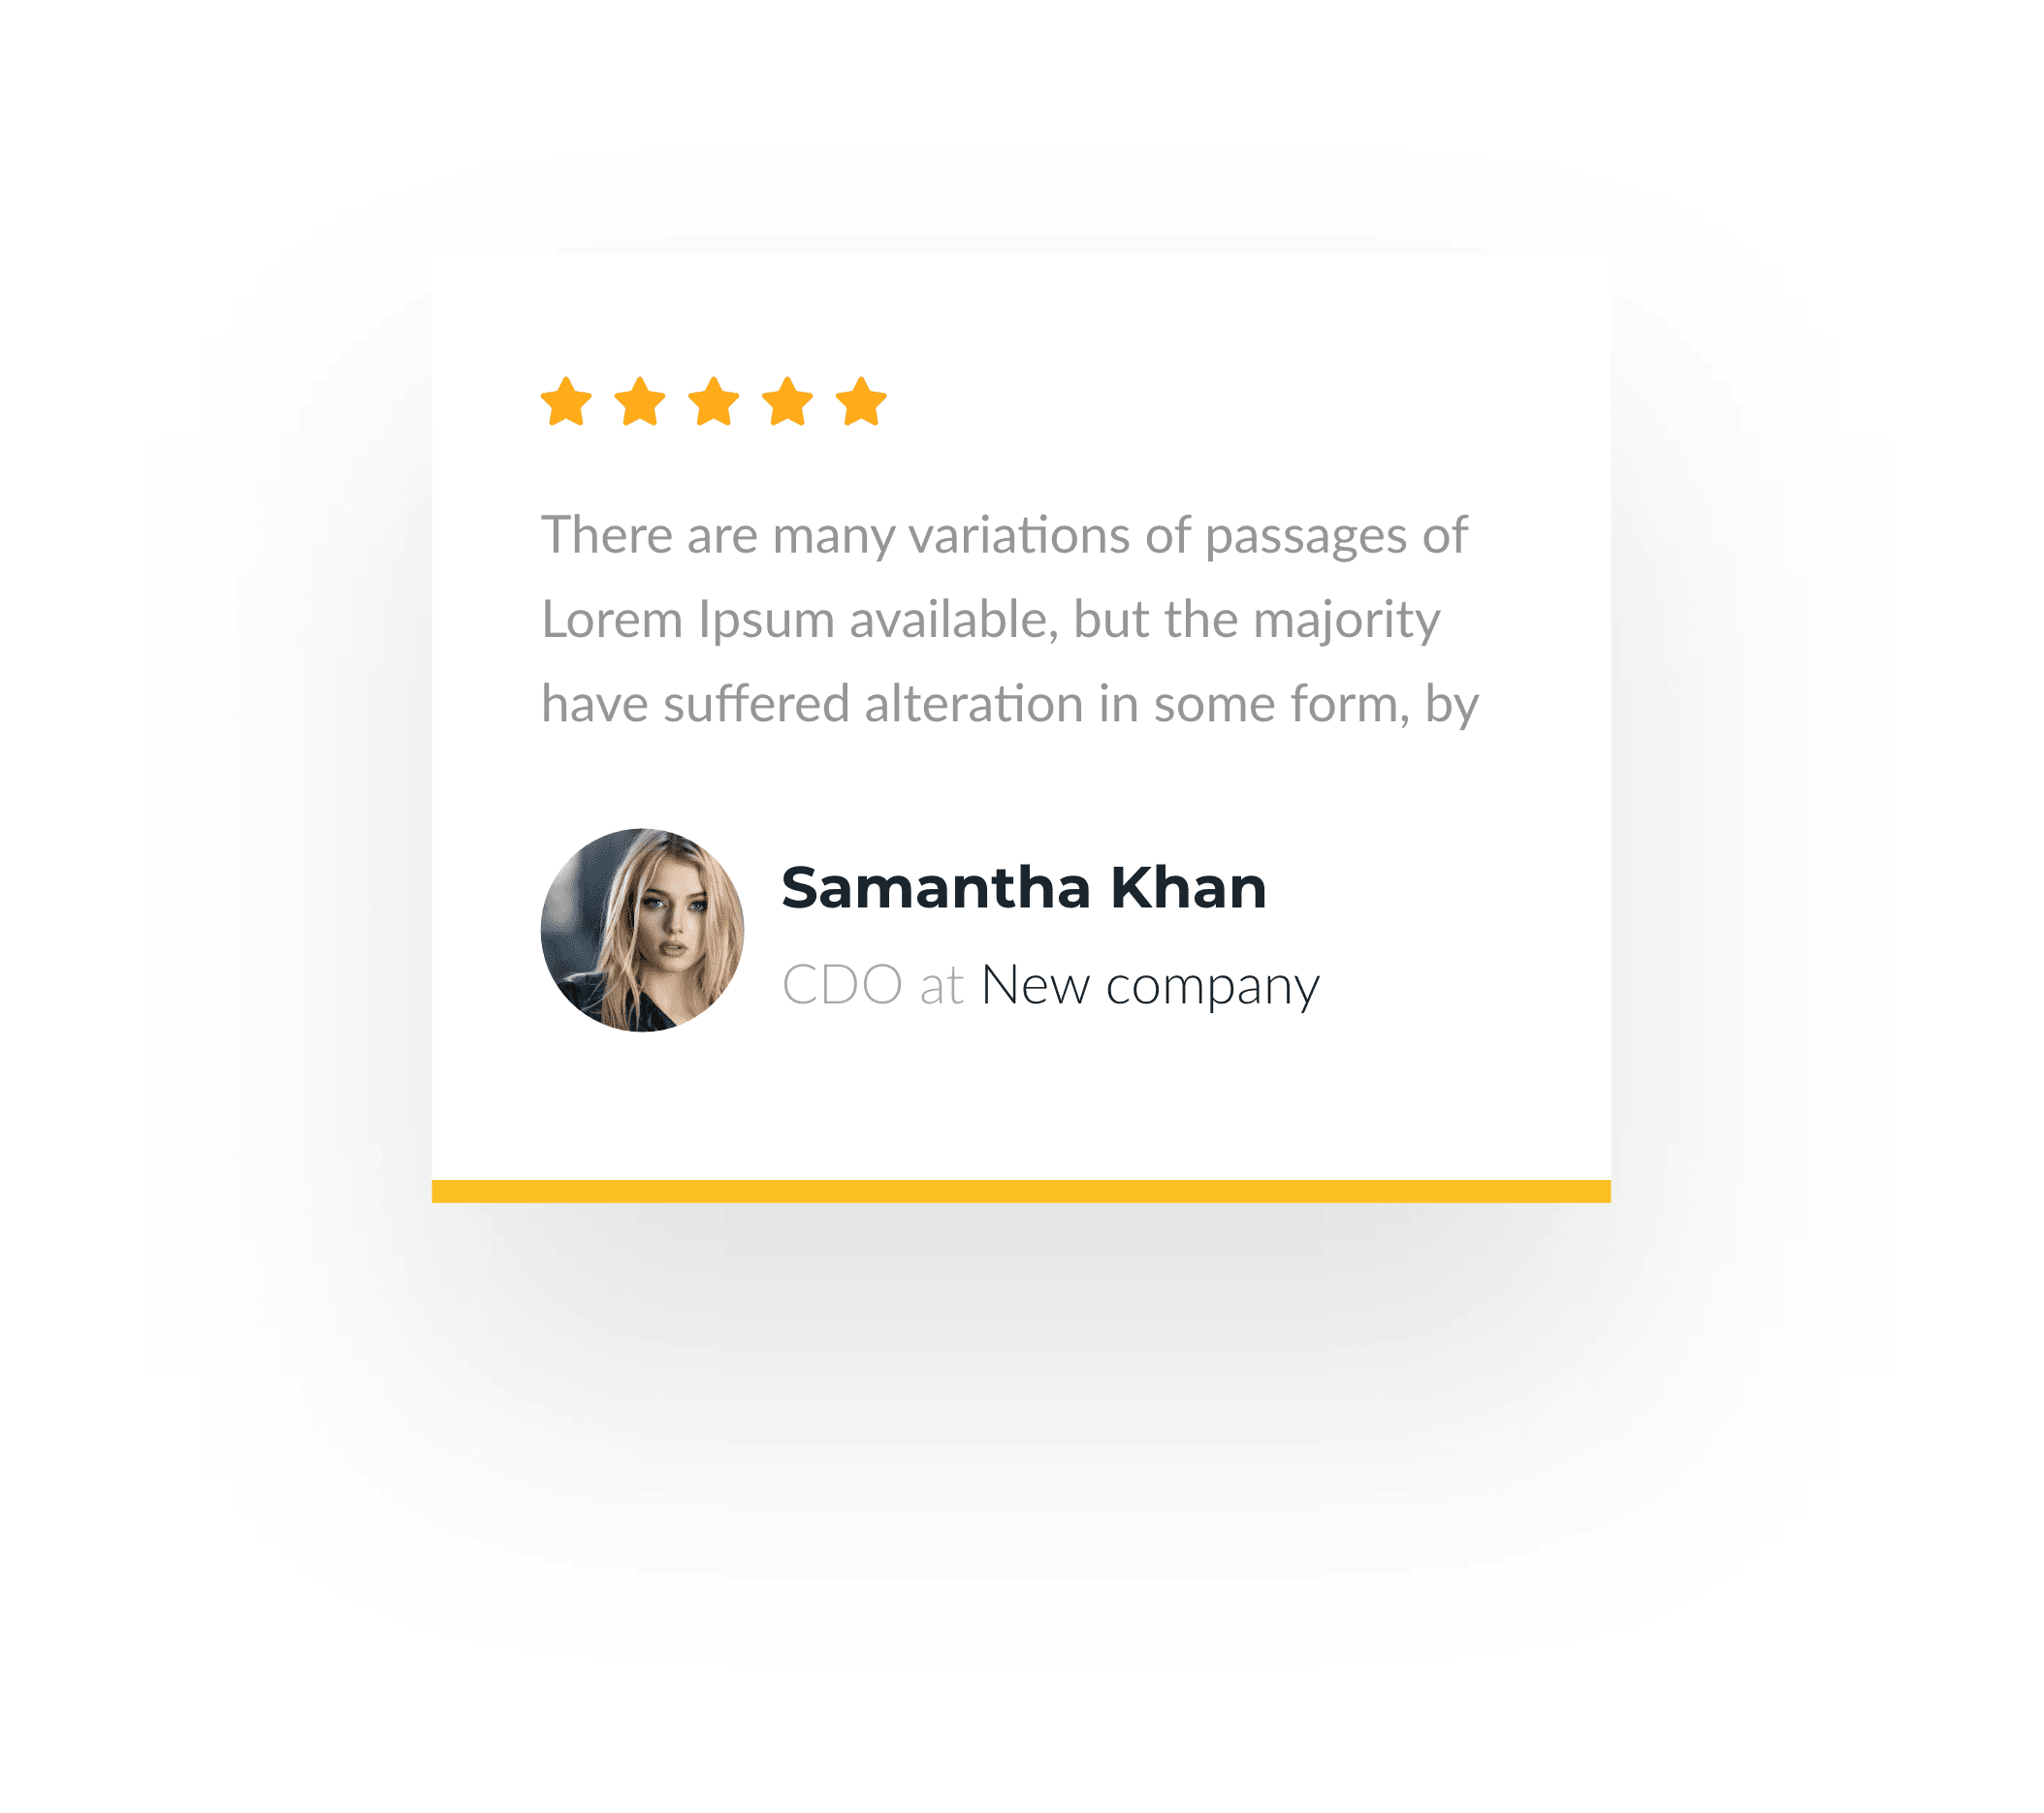 There are many variations of passages of
Lorem Ipsum available, but the majority
have suffered alteration in some form, by
Samantha Khan
CDO at New company